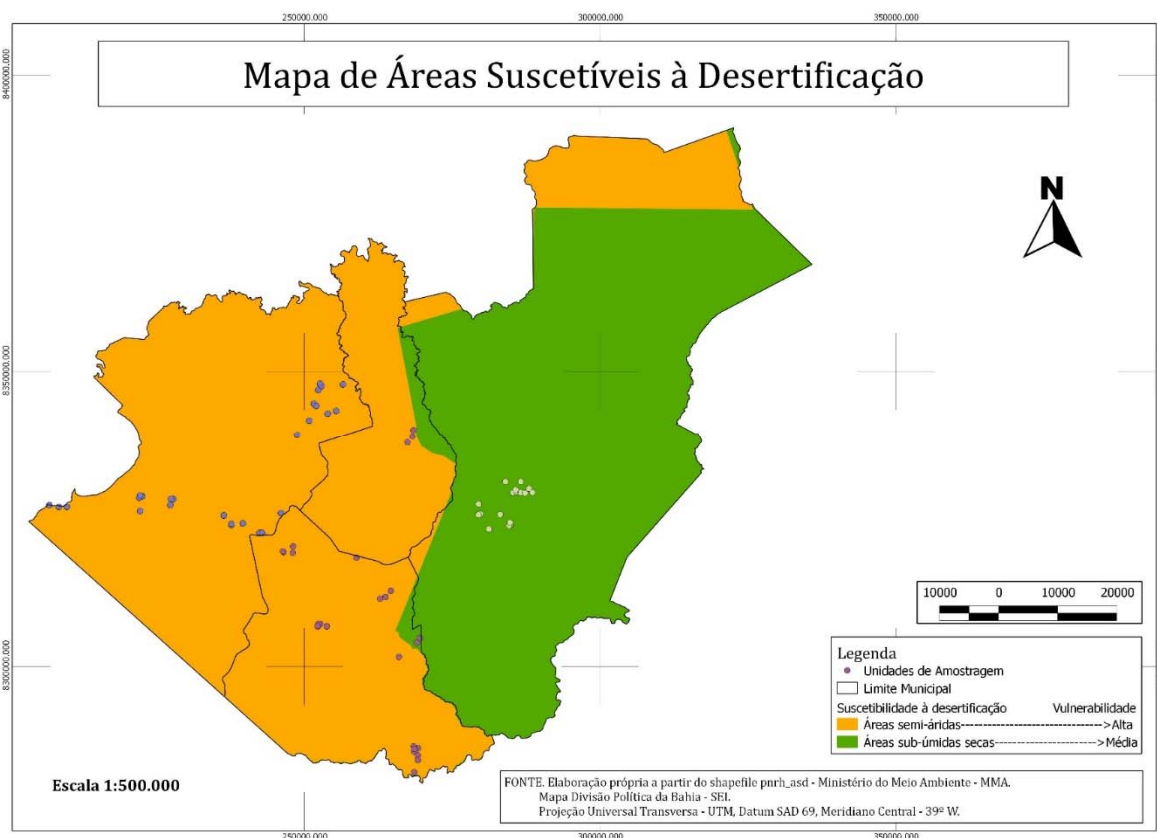 250000.000 300000.000 350000.000
Mapa de Áreas Suscetíveis à Desertificação
8400000.000
N
8350000.000
8350000.000
10000 0 10000 20000
Legenda
Unidades de Amostragem
Limite Municipal
Suscetibilidade à desertificação Vulnerabilidade
Áreas semi-áridas------------------------------->Alta
Áreas sub-úmidas secas----------------------->Média
8300000.000
8300000.000
Escala 1:500.000
FONTE. Elaboração própria a partir do shapefile pnrh_asd - Ministério do Meio Ambiente - MMA.
Mapa Divisão Política da Bahia - SEI.
Projeção Universal Transversa - UTM, Datum SAD 69, Meridiano Central - 39º W.
250000.000 300000.000 350000.000